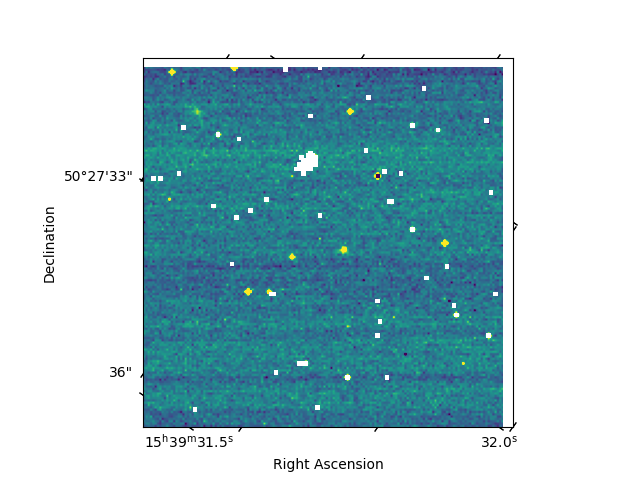 50°27'33"
Declination
36"
15ʰ39ᵐ31.5ˢ
32.0ˢ
Right Ascension